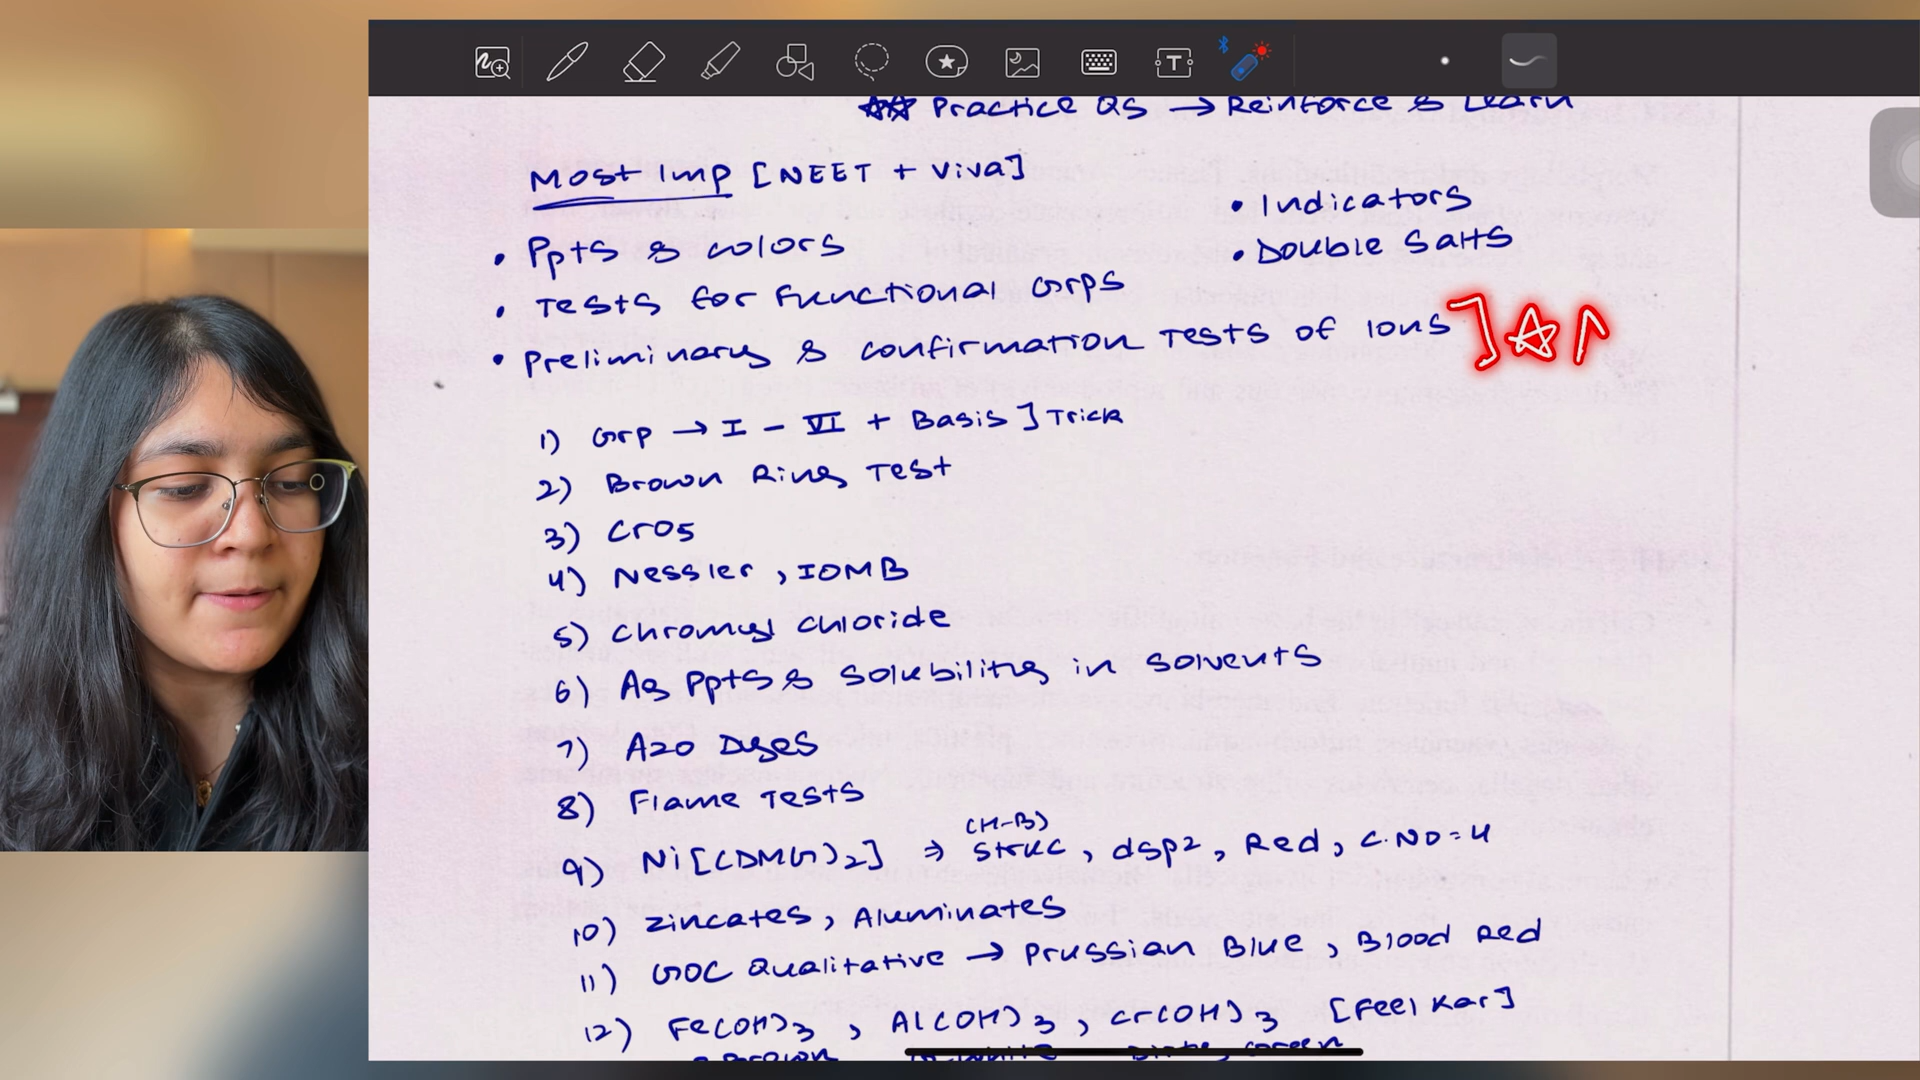 ☆☆ Practice Qs → Reinforce & Learn
Most Imp [NEET + Viva]
• Indicators
• Double Salts
• Ppts & colors
• Tests for Functional Grps
• Preliminary & confirmation Tests of Ions ] ☆
1) Grp → I - VI + Basis ] Trick
2) Brown Ring Test
3) CrO5
4) Nessler, IOMB
5) Chromyl Chloride
6) Ag Ppts & Solubility in Solvents
7) Azo Dyes
8) Flame Tests
(H-B)
9) Ni[(DMG)2] ⇒ Struc, dsp2, Red, C.NO=4
10) Zincates, Aluminates
11) GOC Qualitative → Prussian Blue, Blood Red
12) Fe(OH)3, Al(OH)3, Cr(OH)3 [Feel Kar]
Brown white green